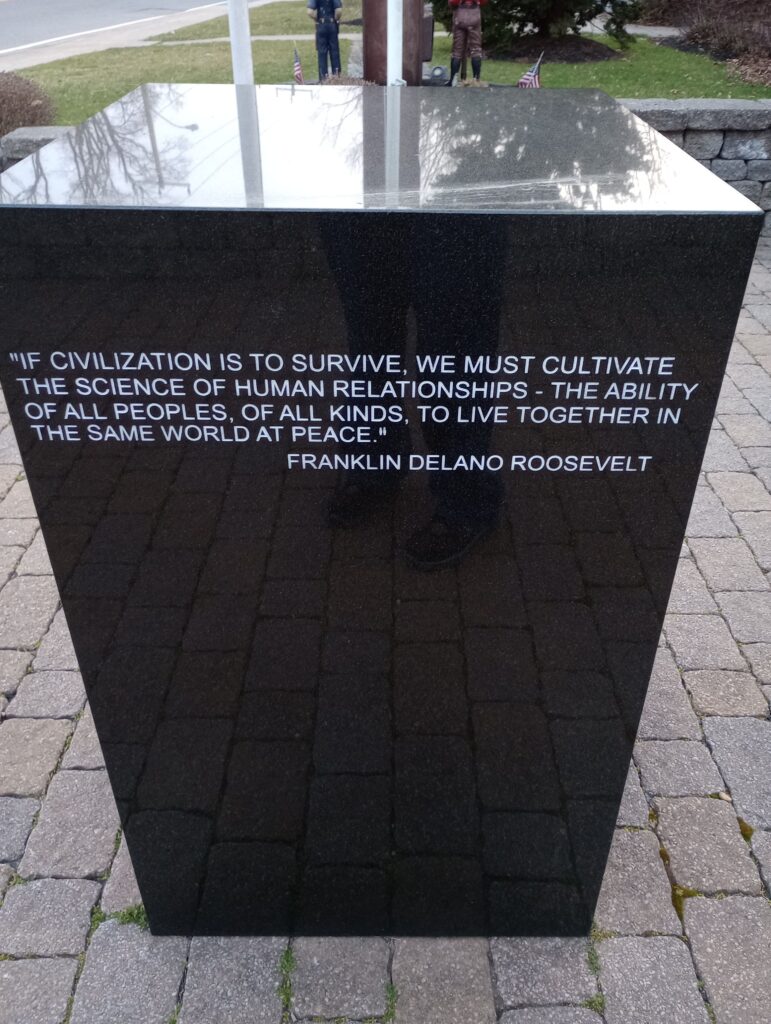 "IF CIVILIZATION IS TO SURVIVE, WE MUST CULTIVATE
THE SCIENCE OF HUMAN RELATIONSHIPS - THE ABILITY
OF ALL PEOPLES, OF ALL KINDS, TO LIVE TOGETHER IN
THE SAME WORLD AT PEACE."
FRANKLIN DELANO ROOSEVELT